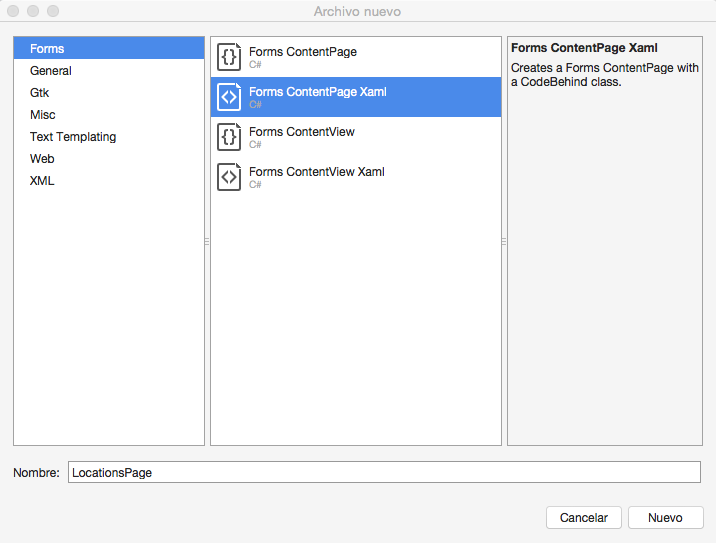 Archivo nuevo
Forms
General
Gtk
Misc
Text Templating
Web
XML
Forms ContentPage
C#
Forms ContentPage Xaml
C#
Forms ContentView
C#
Forms ContentView Xaml
C#
Forms ContentPage Xaml
Creates a Forms ContentPage with
a CodeBehind class.
Nombre: LocationsPage
Cancelar Nuevo